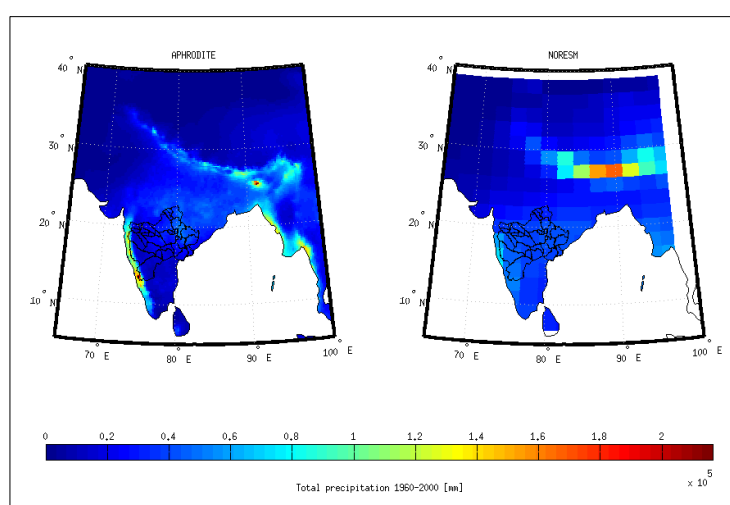 APHRODITE
NORESM
40° N
30° N
20° N
10° N
70° E
80° E
90° E
100° E
40° N
30° N
20° N
10° N
70° E
80° E
90° E
100° E
0 0.2 0.4 0.6 0.8 1 1.2 1.4 1.6 1.8 2
x 10^5
Total precipitation 1960-2000 [mm]